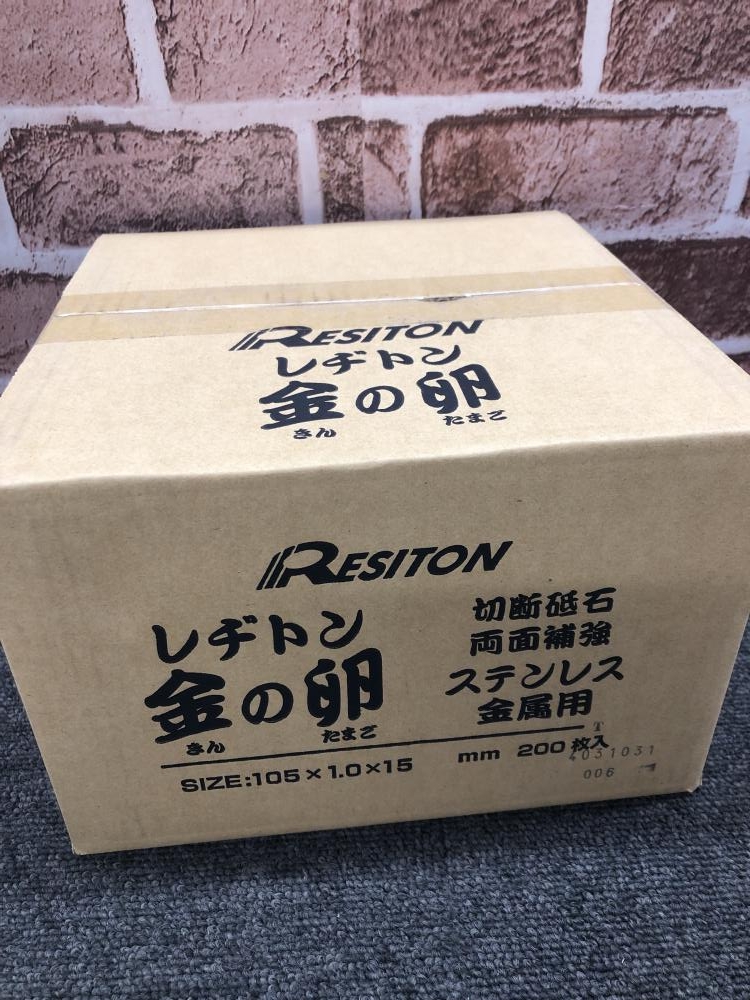 RESITON
レヂトン
金の卵
きん たまご
RESITON
レヂトン
金の卵
きん たまご
切断砥石
両面補強
ステンレス
金属用
SIZE:105×1.0×15 mm 200枚入
T
4031031
006